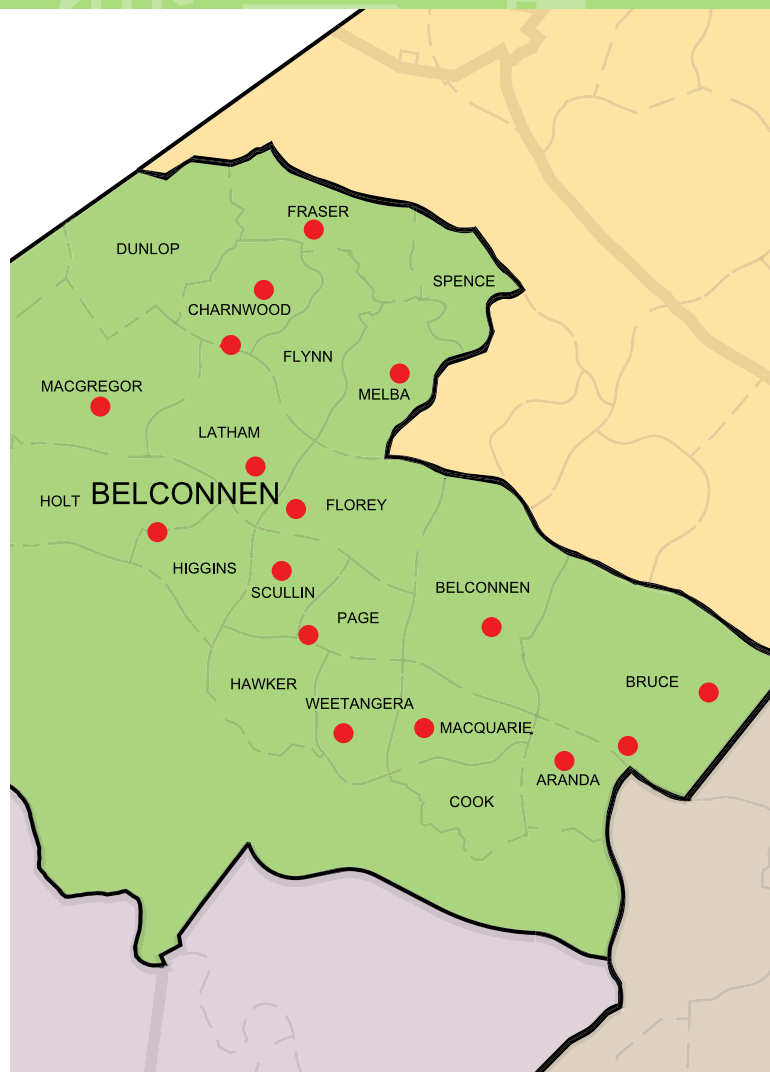 FRASER
DUNLOP
SPENCE
CHARNWOOD
FLYNN
MACGREGOR
MELBA
LATHAM
HOLT
BELCONNEN
FLOREY
HIGGINS
BELCONNEN
SCULLIN
PAGE
HAWKER
BRUCE
WEETANGERA
MACQUARIE
ARANDA
COOK